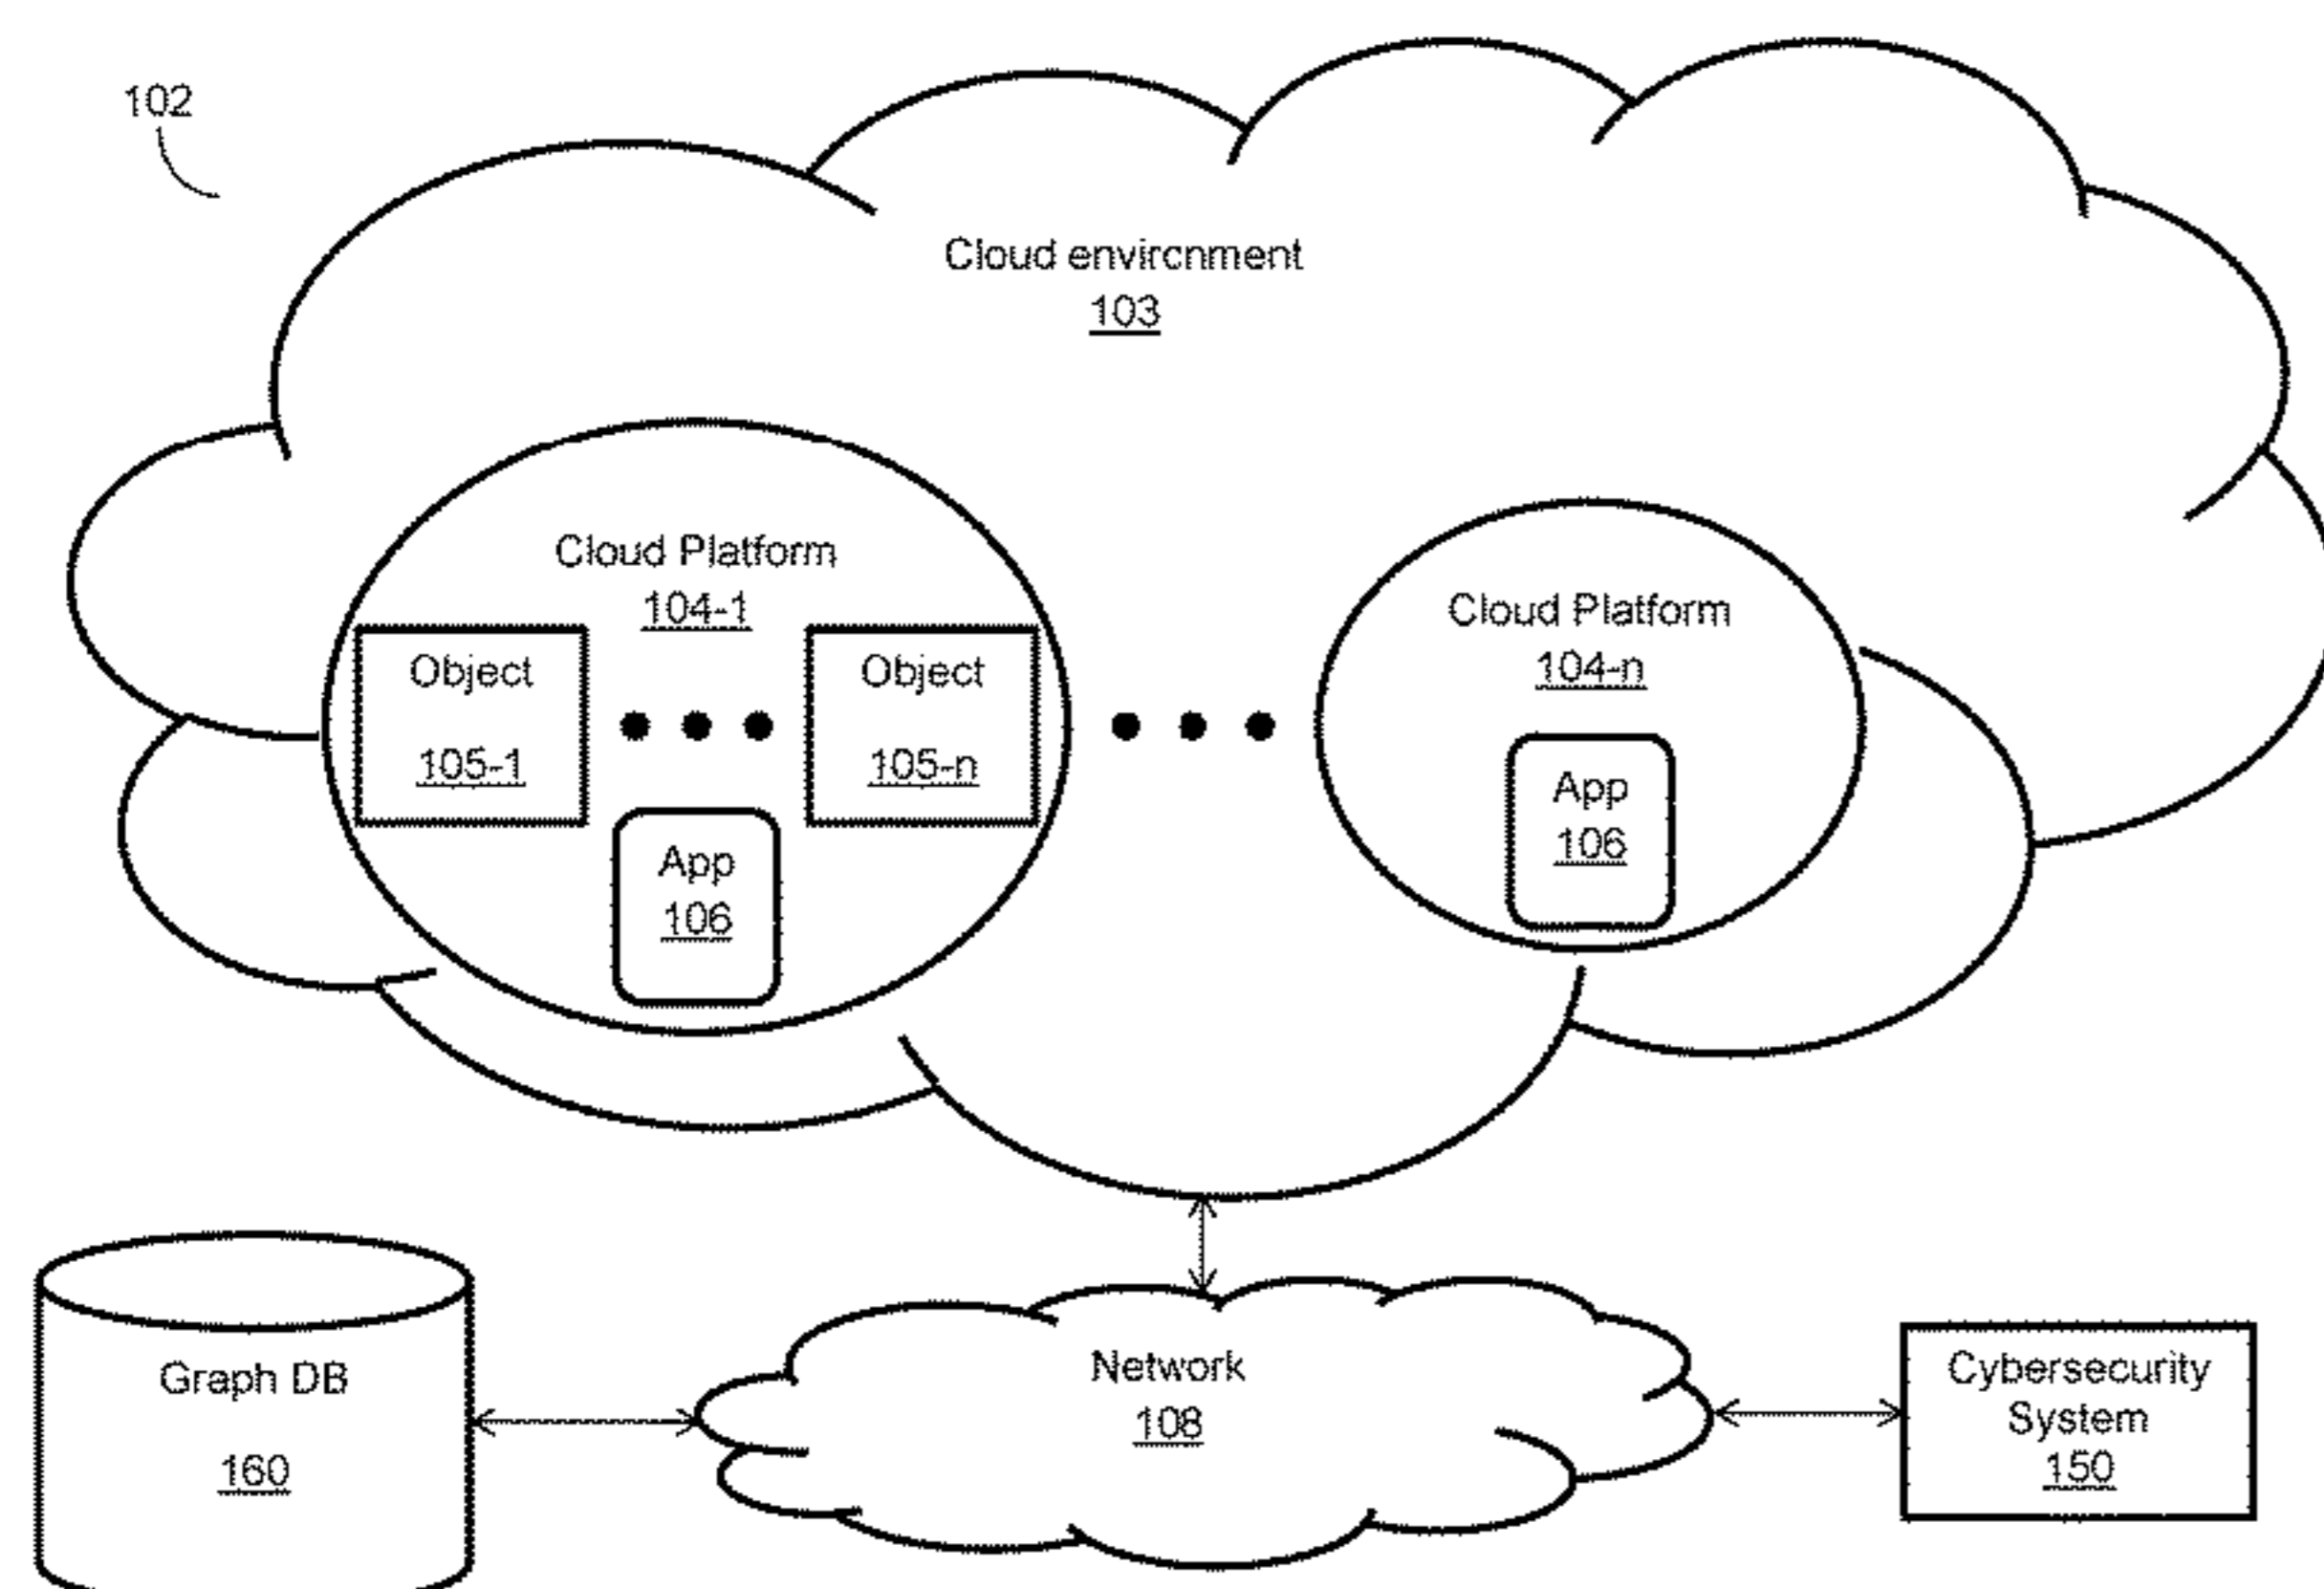 102
Cloud environment
103
Cloud Platform
104-1
Object
105-1
Object
105-n
App
106
Cloud Platform
104-n
App
106
Graph DB
160
Network
108
Cybersecurity
System
150